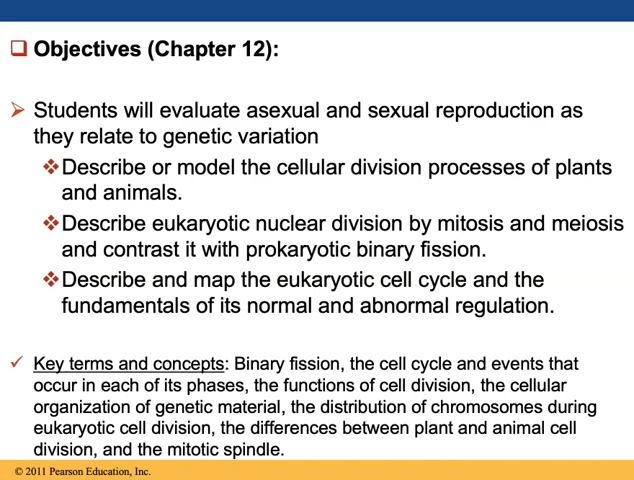 Objectives (Chapter 12):
Students will evaluate asexual and sexual reproduction as
they relate to genetic variation
Describe or model the cellular division processes of plants
and animals.
Describe eukaryotic nuclear division by mitosis and meiosis
and contrast it with prokaryotic binary fission.
Describe and map the eukaryotic cell cycle and the
fundamentals of its normal and abnormal regulation.
Key terms and concepts: Binary fission, the cell cycle and events that
occur in each of its phases, the functions of cell division, the cellular
organization of genetic material, the distribution of chromosomes during
eukaryotic cell division, the differences between plant and animal cell
division, and the mitotic spindle.
© 2011 Pearson Education, Inc.